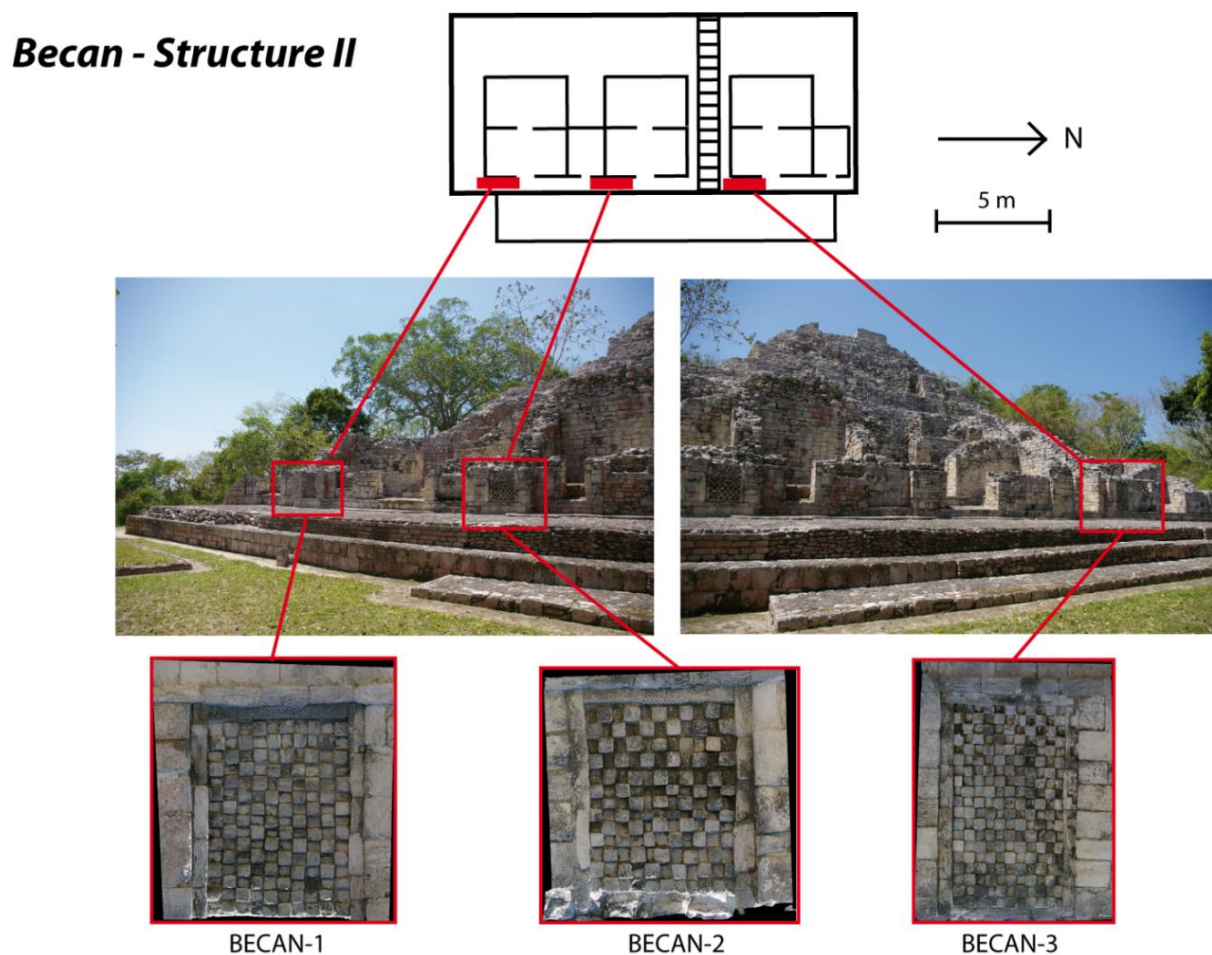 Becan - Structure II
N
5 m
BECAN-1
BECAN-2
BECAN-3